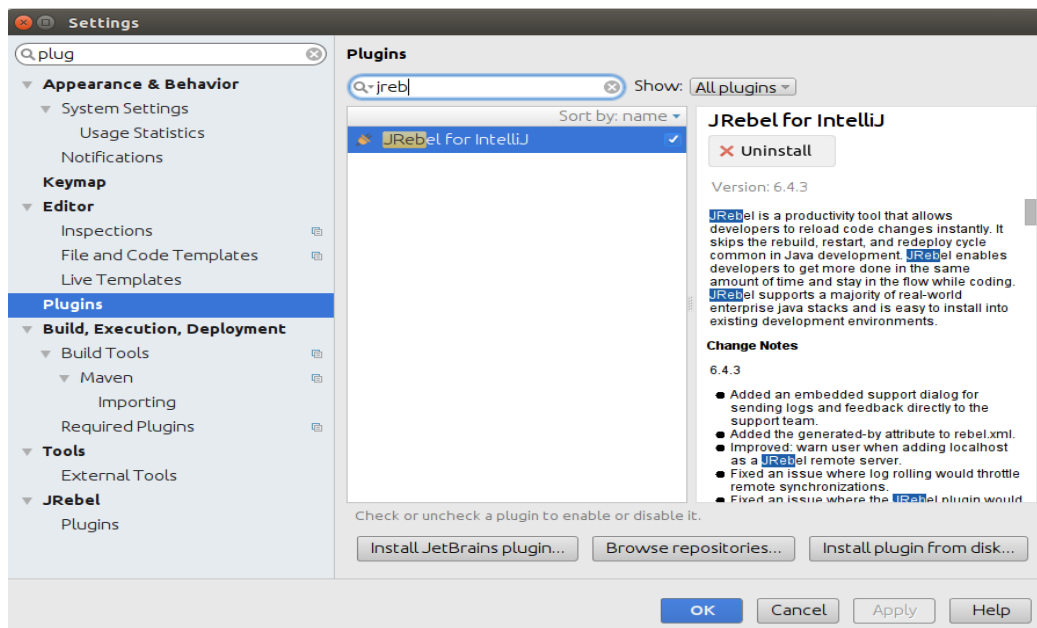 Settings
plug
Appearance & Behavior
System Settings
Usage Statistics
Notifications
Keymap
Editor
Inspections
File and Code Templates
Live Templates
Plugins
Build, Execution, Deployment
Build Tools
Maven
Importing
Required Plugins
Tools
External Tools
JRebel
Plugins
Plugins
jreb
Show: All plugins
Sort by: name
JRebel for IntelliJ
JRebel for IntelliJ
Uninstall
Version: 6.4.3
JRebel is a productivity tool that allows
developers to reload code changes instantly. It
skips the rebuild, restart, and redeploy cycle
common in Java development. JRebel enables
developers to get more done in the same
amount of time and stay in the flow while coding.
JRebel supports a majority of real-world
enterprise java stacks and is easy to install into
existing development environments.
Change Notes
6.4.3
Added an embedded support dialog for
sending logs and feedback directly to the
support team.
Added the generated-by attribute to rebel.xml.
Improved: warn user when adding localhost
as a JRebel remote server.
Fixed an issue where log rolling would throttle
remote synchronizations.
Fixed an issue where the JRebel plugin would
Check or uncheck a plugin to enable or disable it.
Install JetBrains plugin...
Browse repositories...
Install plugin from disk...
OK
Cancel
Apply
Help